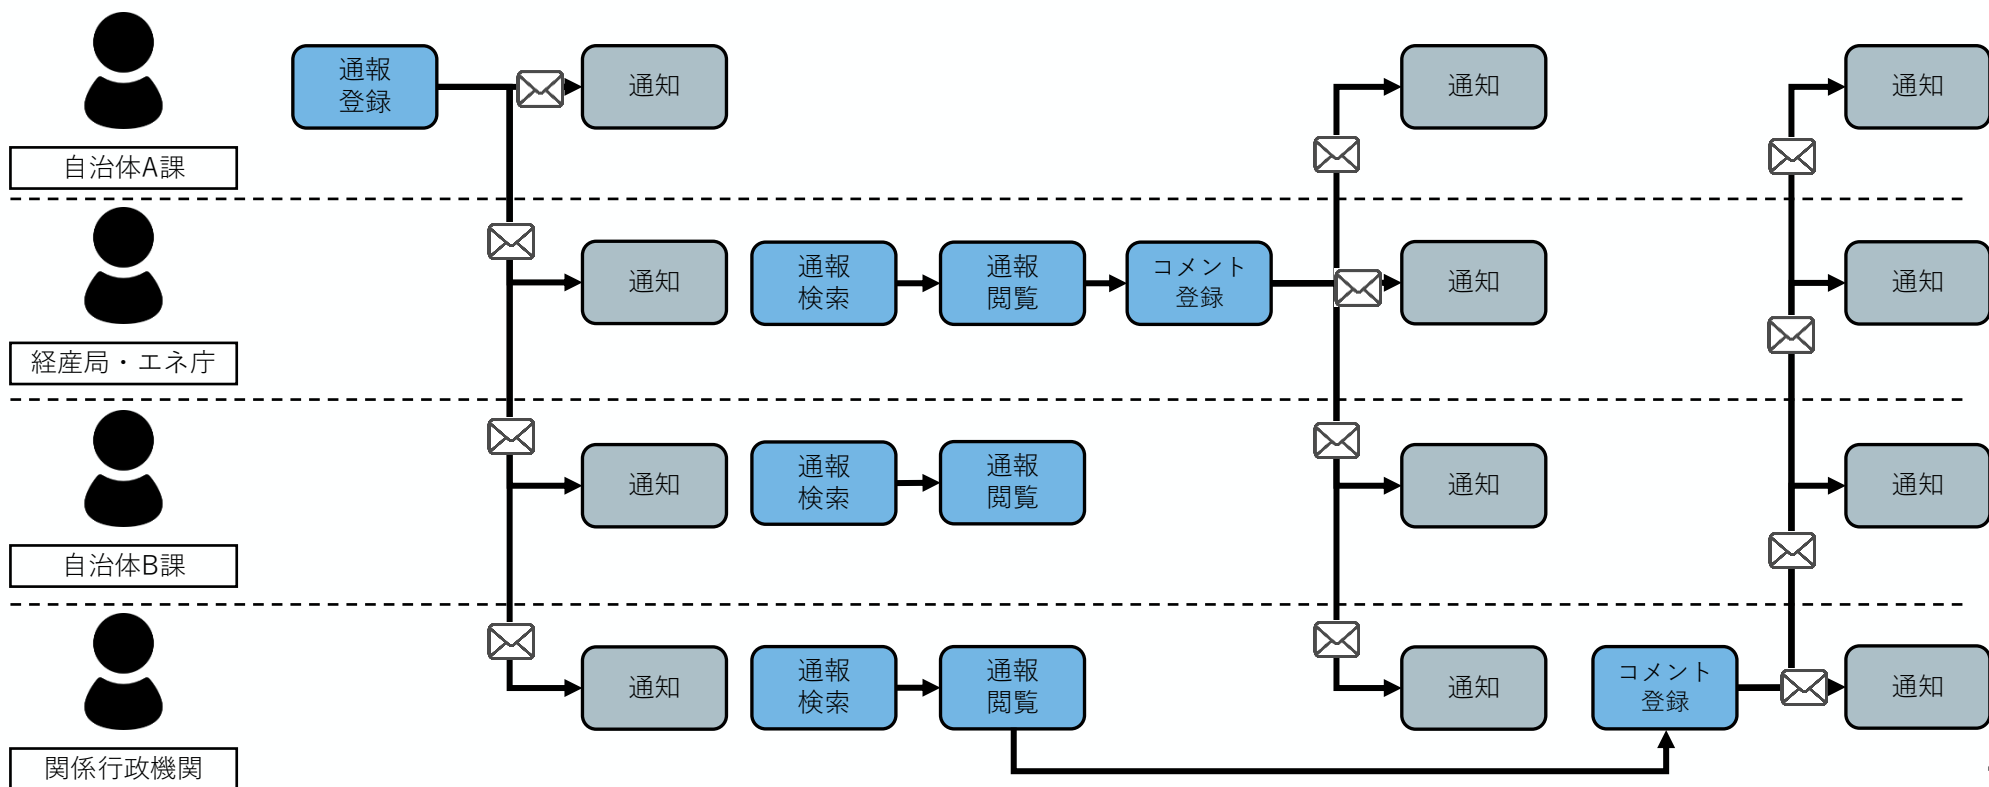 通報
登録
通知
通知
通知
自治体A課
通知
通報
検索
通報
閲覧
コメント
登録
通知
通知
経産局・エネ庁
通知
通報
検索
通報
閲覧
通知
通知
自治体B課
通知
通報
検索
通報
閲覧
通知
コメント
登録
通知
関係行政機関